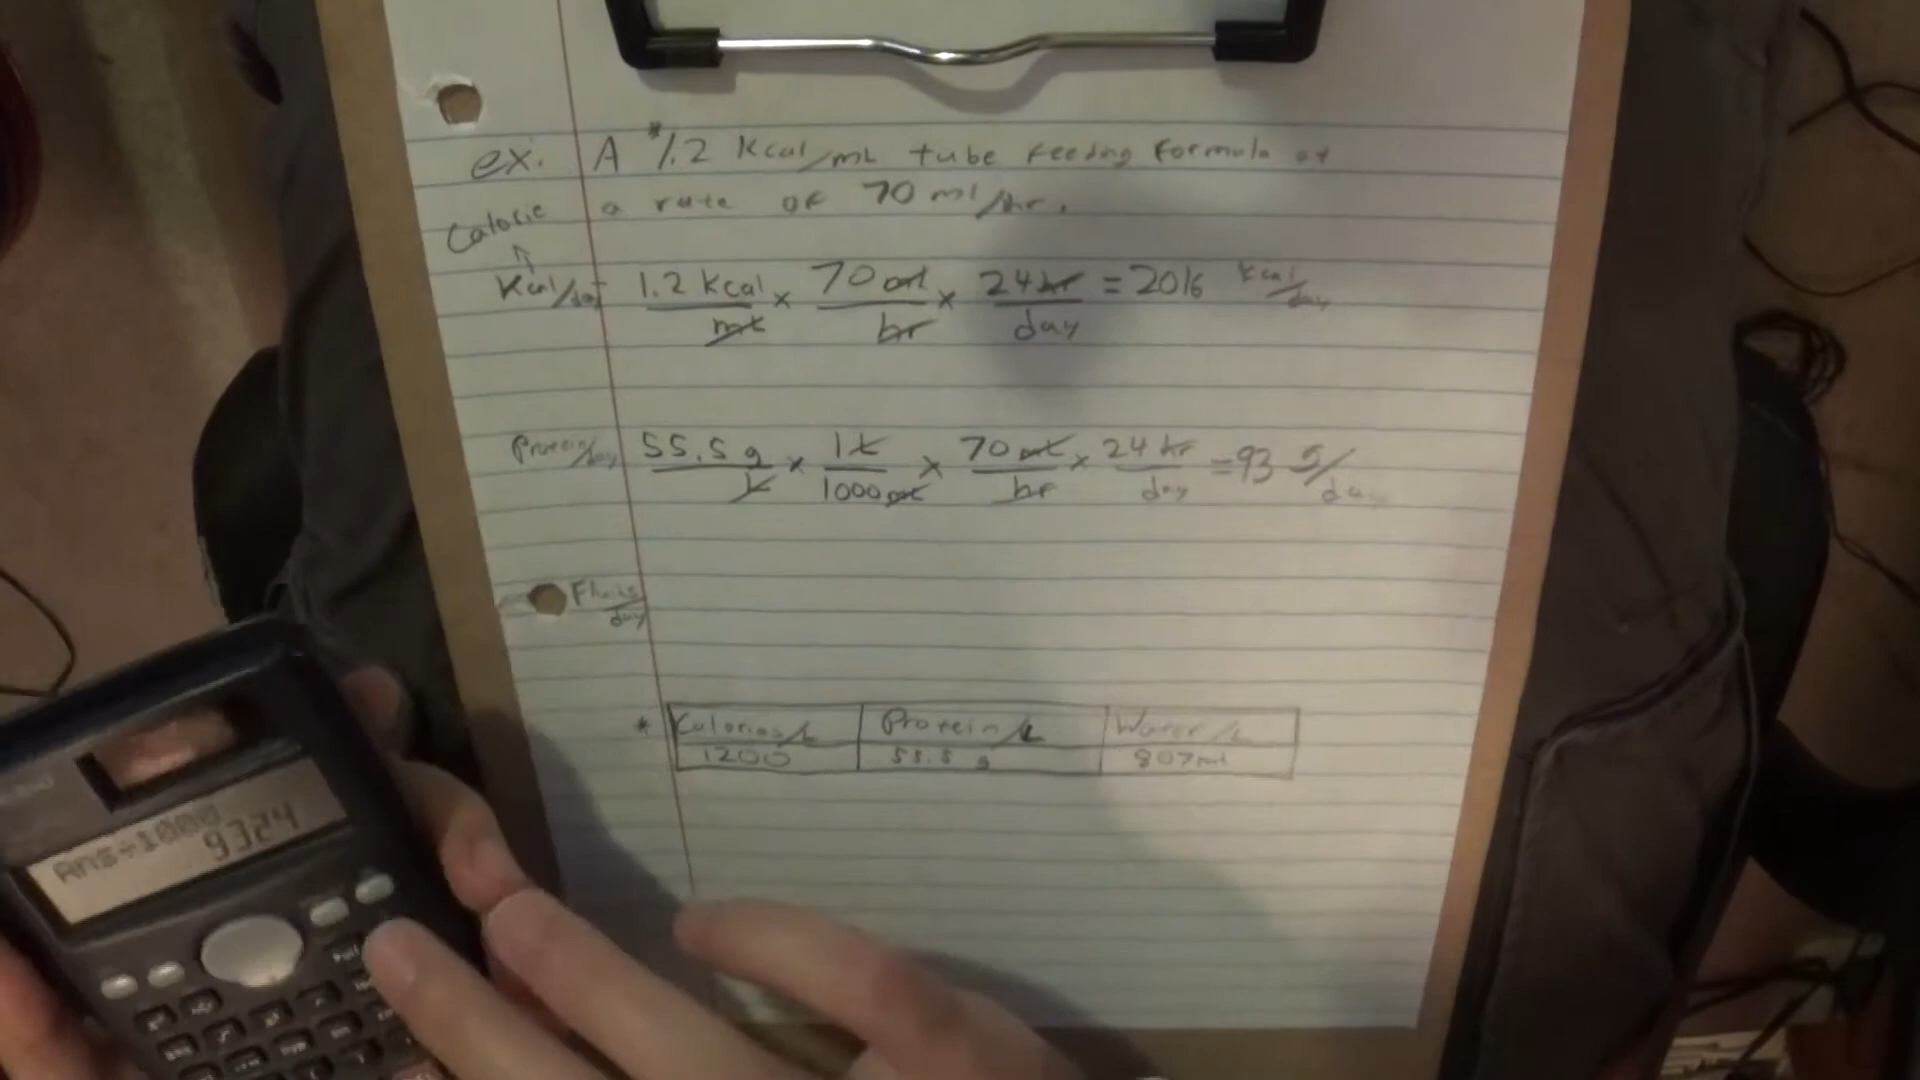 ex. A *1.2 Kcal/mL tube feeding formula at
a rate of 70 ml/hr.
Calorie
Kcal/day 1.2 kcal/mL × 70 mL/hr × 24 hr/day = 2016 kcal/day
Protein/day 55.5 g/L × 1 L/1000 mL × 70 mL/hr × 24 hr/day = 93 g/day
Fluids/day
* Calories/L Protein/L Water/L
1200 55.5 g 807 ml
Ans÷1000
9324